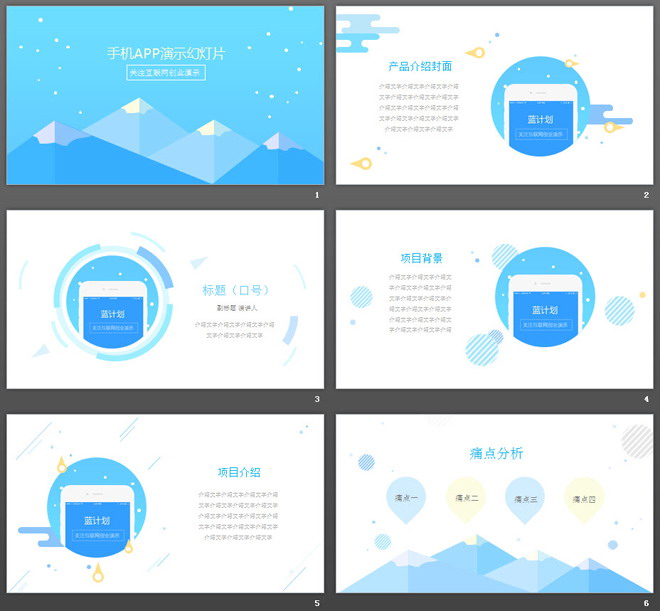 手机APP演示幻灯片
关注互联网创业演示
1
产品介绍封面
介绍文字介绍文字介绍文字介绍
文字介绍文字介绍文字介绍文字
介绍文字介绍文字介绍文字介绍
文字介绍文字介绍文字介绍文字
介绍文字介绍文字介绍文字
蓝计划
关注互联网创业演示
2
标题（口号）
副标题 演讲人
介绍文字介绍文字介绍文字介绍
文字介绍文字介绍文字
蓝计划
关注互联网创业演示
3
项目背景
介绍文字介绍文字介绍文
字介绍文字介绍文字介绍
文字介绍文字介绍文字介
绍文字介绍文字介绍文字
介绍文字介绍文字介绍文
字介绍文字介绍文字介绍
蓝计划
关注互联网创业演示
4
蓝计划
关注互联网创业演示
项目介绍
介绍文字介绍文字介绍文字介绍
文字介绍文字介绍文字介绍文字
介绍文字介绍文字介绍文字介绍
文字介绍文字介绍文字介绍文字
介绍文字介绍文字介绍文字
5
痛点分析
痛点一
痛点二
痛点三
痛点四
6